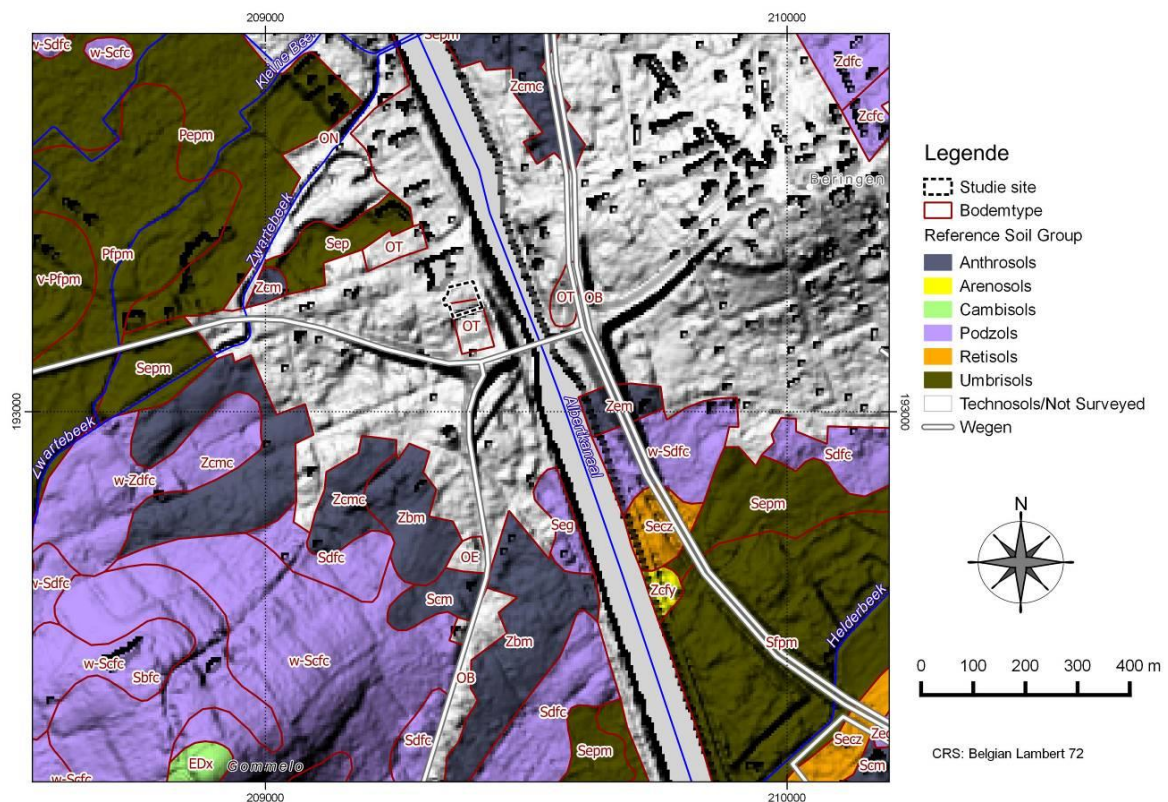 209000
210000
w-Sdfc
w-Scfc
Kleine Bee
Sepm
Zcmc
Zdfc
Zcfc
Pepm
ON
Beringen
Zwartebeek
Sep
OT
Pfpm
v-Pfpm
Zcm
OT
OT
OB
Sepm
193000
193000
Zem
Albertkanaal
w-Sdfc
Sdfc
Zwartebeek
w-Zdfc
Zcmc
Zcmc
Zbm
Seg
Secz
Sepm
Sdfc
OE
w-Sdfc
Zcfy
Scm
Helderbeek
Zbm
Sfpm
w-Scfc
w-Scfc
Sbfc
OB
Sdfc
Sdfc
Sepm
Secz
Zeg
Scm
EDx
Gommelo
w-Scfc
209000
210000
Legende
Studie site
Bodemtype
Reference Soil Group
Anthrosols
Arenosols
Cambisols
Podzols
Retisols
Umbrisols
Technosols/Not Surveyed
Wegen
N
0 100 200 300 400 m
CRS: Belgian Lambert 72